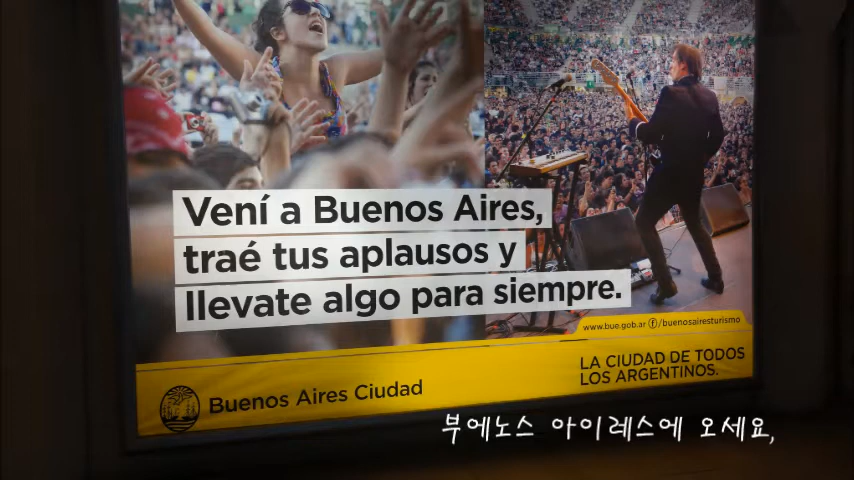 Vení a Buenos Aires,
traé tus aplausos y
llevate algo para siempre.
www.bue.gob.ar f/buenosairesturismo
Buenos Aires Ciudad
LA CIUDAD DE TODOS
LOS ARGENTINOS.
부에노스 아이레스에 오세요,